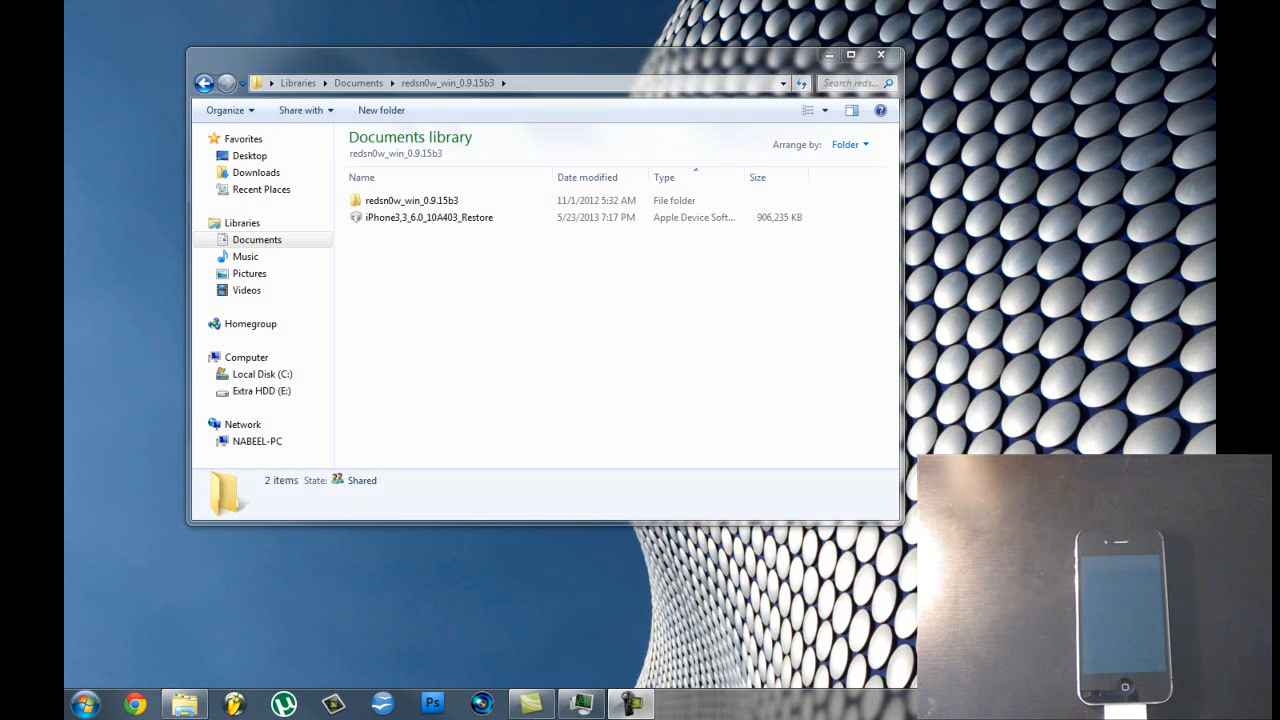 Libraries Documents redsn0w_win_0.9.15b3
Search reds...
Organize Share with New folder
Documents library
redsn0w_win_0.9.15b3
Arrange by: Folder
Name Date modified Type Size
redsn0w_win_0.9.15b3 11/1/2012 5:32 AM File folder
iPhone3,3_6.0_10A403_Restore 5/23/2013 7:17 PM Apple Device Soft... 906,235 KB
Favorites
Desktop
Downloads
Recent Places
Libraries
Documents
Music
Pictures
Videos
Homegroup
Computer
Local Disk (C:)
Extra HDD (E:)
Network
NABEEL-PC
2 items State: Shared
Ps